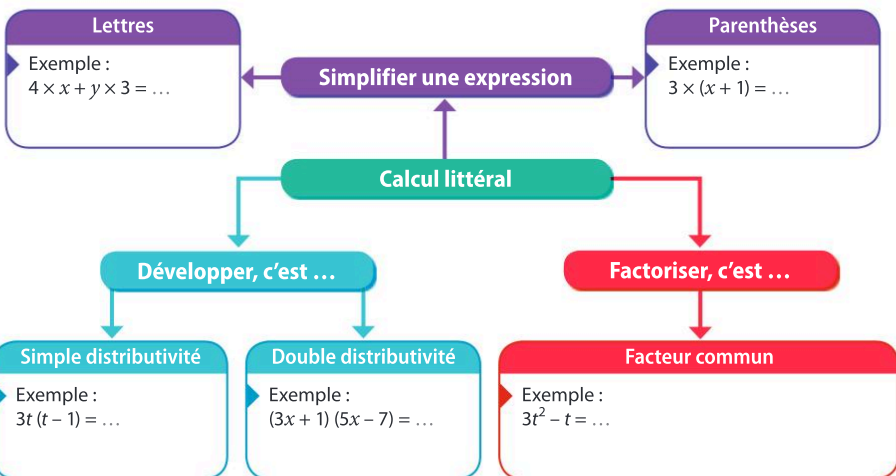 Lettres
Exemple :
4 × x + y × 3 = …
Simplifier une expression
Parenthèses
Exemple :
3 × (x + 1) = …
Calcul littéral
Développer, c’est …
Factoriser, c’est …
Simple distributivité
Exemple :
3t (t – 1) = …
Double distributivité
Exemple :
(3x + 1) (5x – 7) = …
Facteur commun
Exemple :
3t² – t = …